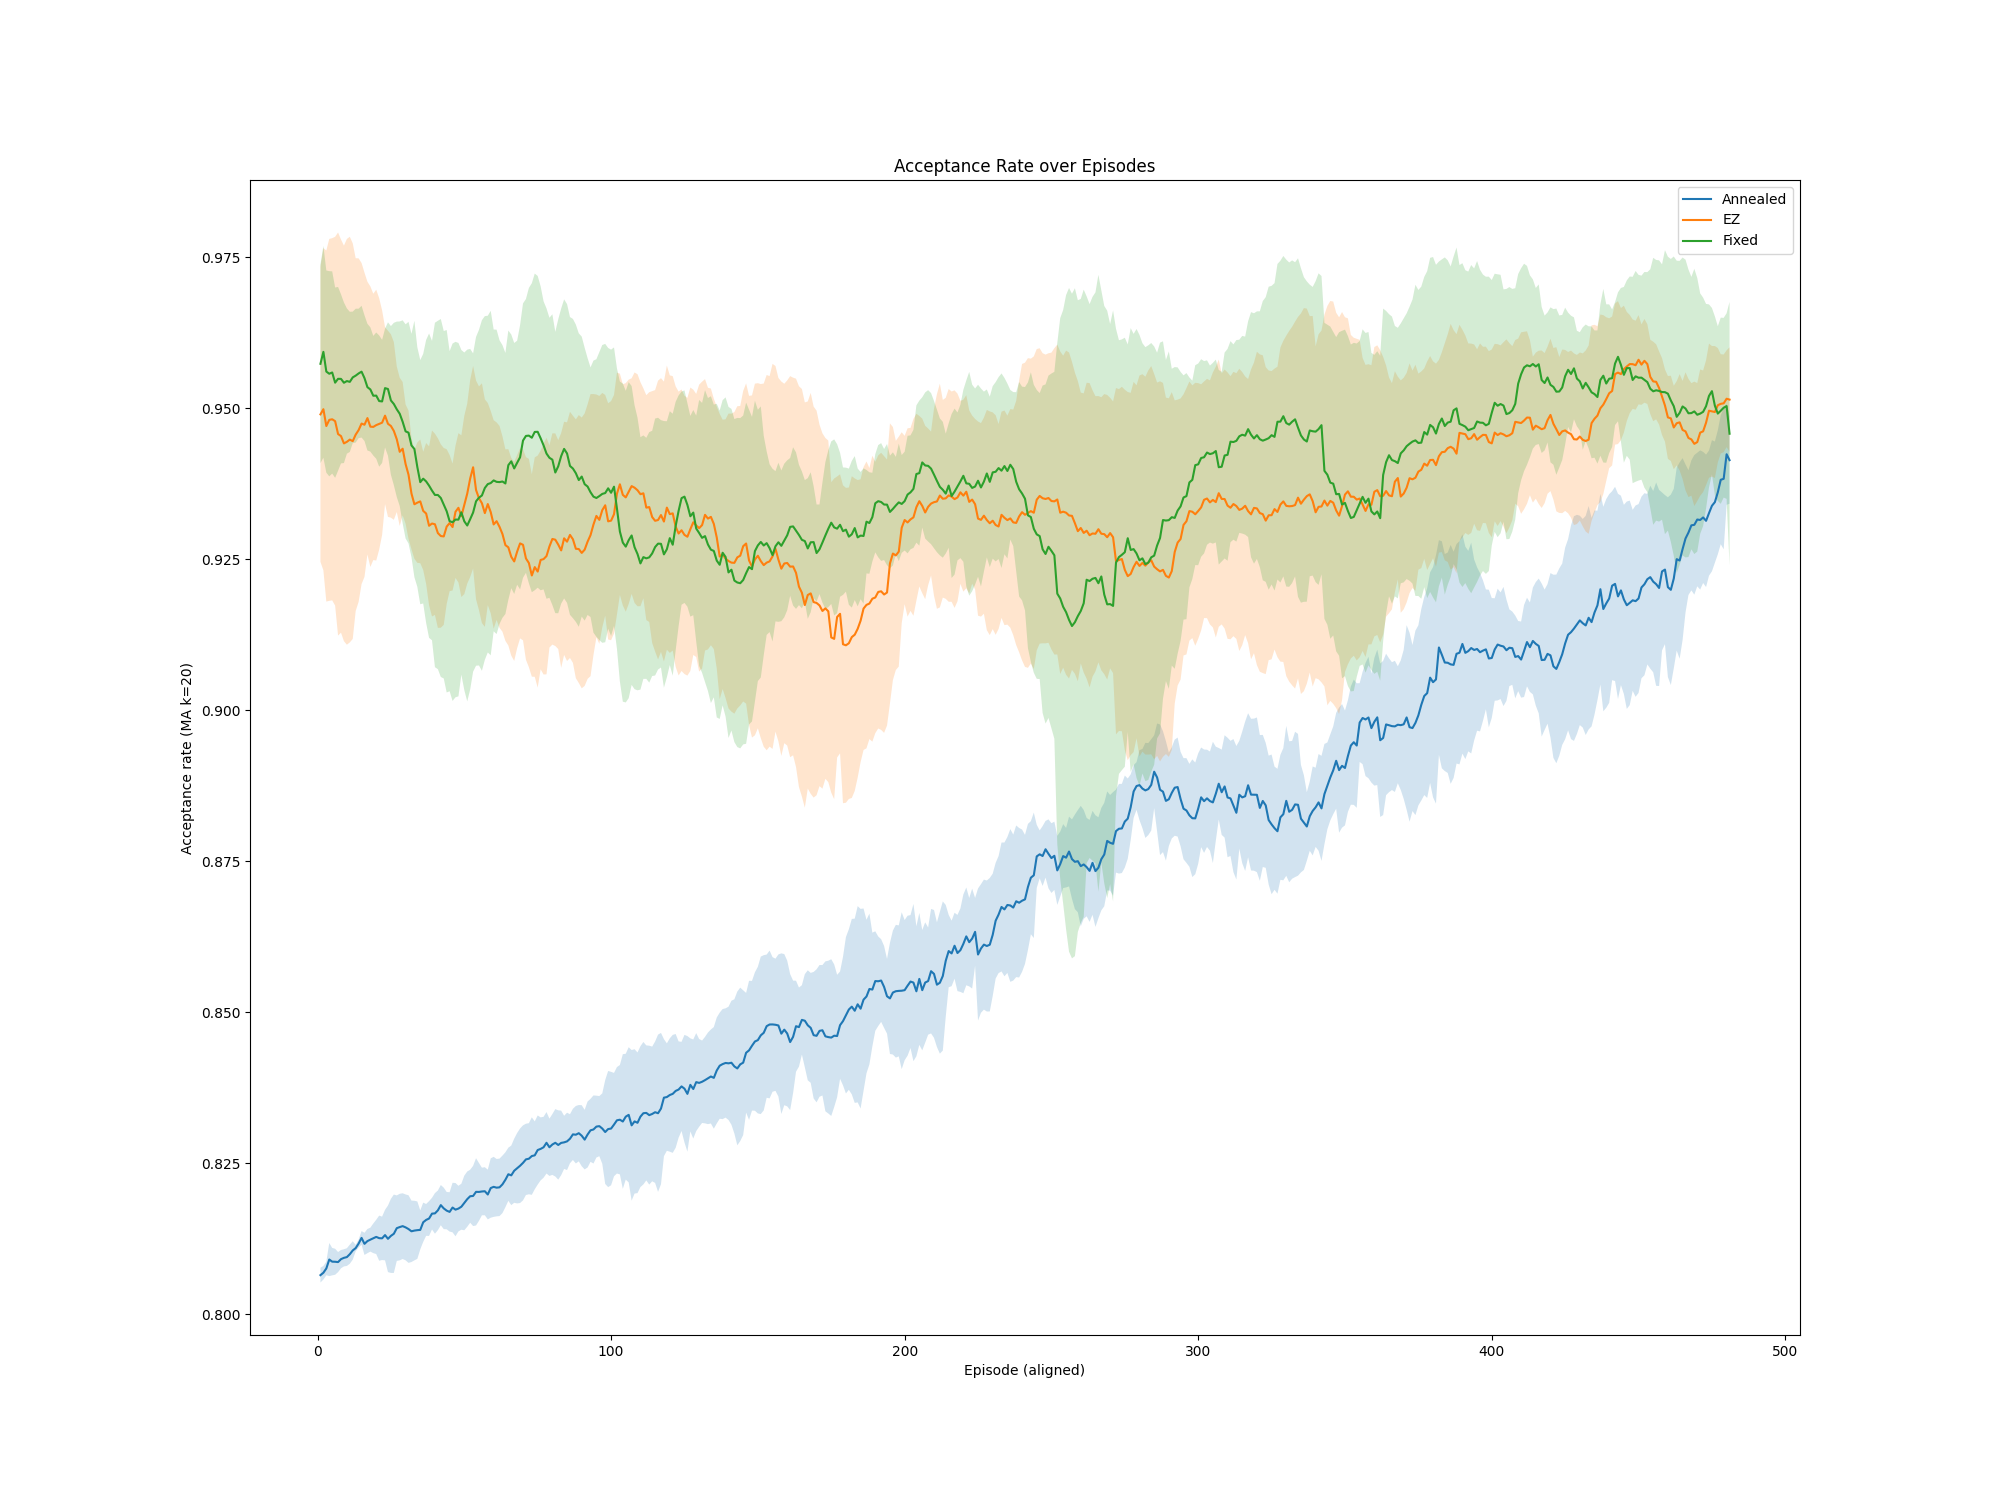 Acceptance Rate over Episodes
Annealed
EZ
Fixed
0.975
0.950
0.925
0.900
0.875
0.850
0.825
0.800
Acceptance rate (MA k=20)
0 100 200 300 400 500
Episode (aligned)